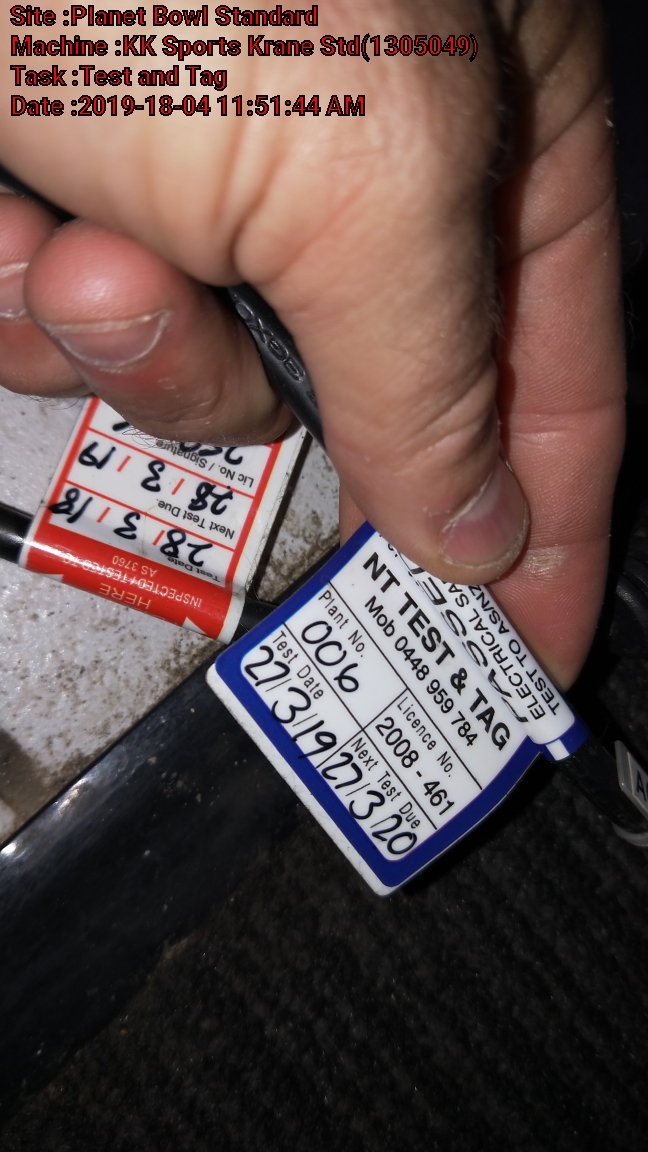 Site :Planet Bowl Standard
Machine :KK Sports Krane Std(1305049)
Task :Test and Tag
Date :2019-18-04 11:51:44 AM
HERE
INSPECTED & TESTED TO
AS 3760
Test Date
28/3/18
Next Test Due.
28/3/19
Lic No. / Signature
ELECTRICAL
TEST TO AS/NZ
NT TEST & TAG
Mob 0448 959 784
Plant No. Licence No.
006 2008 - 461
Test Date Next Test Due
27/3/19 27/3/20